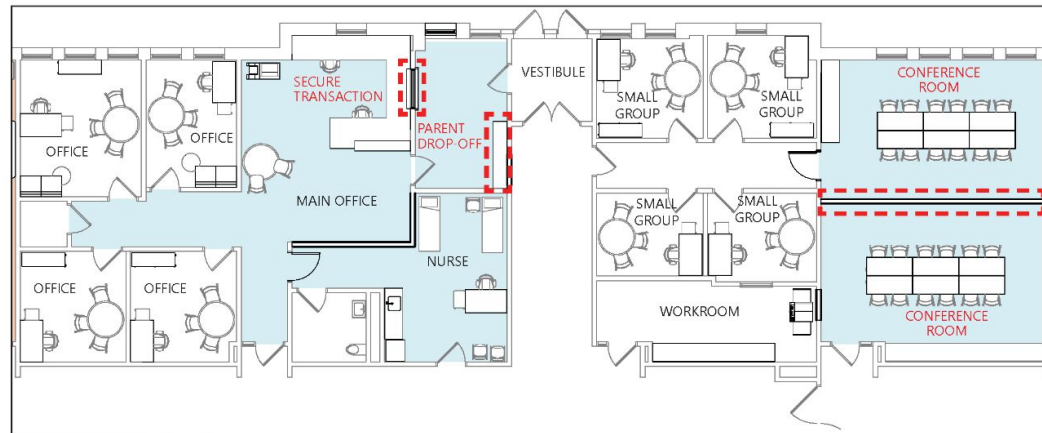 SECURE
TRANSACTION
PARENT
DROP-OFF
VESTIBULE
SMALL
GROUP
SMALL
GROUP
CONFERENCE
ROOM
OFFICE
OFFICE
MAIN OFFICE
NURSE
SMALL
GROUP
SMALL
GROUP
OFFICE
OFFICE
WORKROOM
CONFERENCE
ROOM